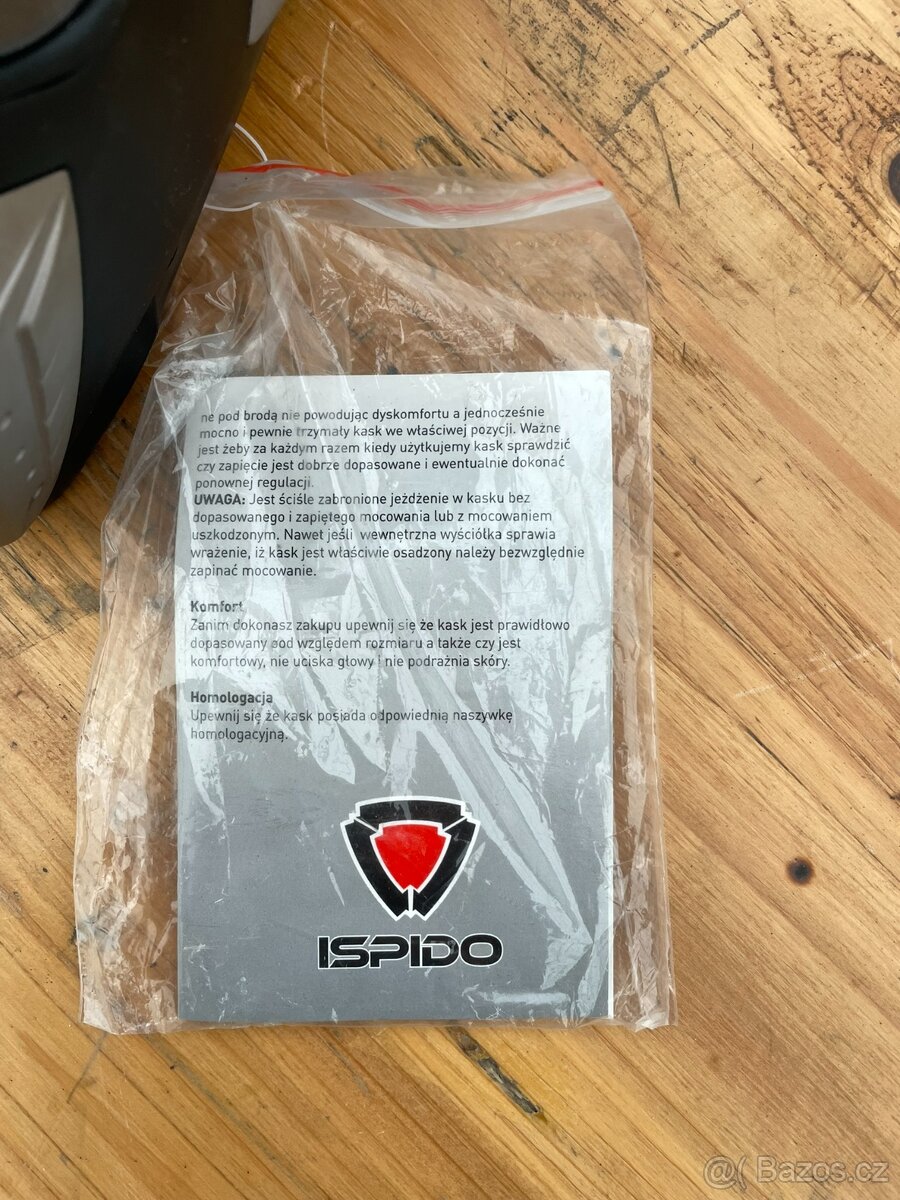 ne pod brodą nie powodując dyskomfortu a jednocześnie
mocno i pewnie trzymały kask we właściwej pozycji. Ważne
jest żeby za każdym razem kiedy użytkujemy kask sprawdzić
czy zapięcie jest dobrze dopasowane i ewentualnie dokonać
ponownej regulacji.
UWAGA: Jest ściśle zabronione jeżdżenie w kasku bez
dopasowanego i zapiętego mocowania lub z mocowaniem
uszkodzonym. Nawet jeśli wewnętrzna wyściółka sprawia
wrażenie, iż kask jest właściwie osadzony należy bezwzględnie
zapinać mocowanie.
Komfort
Zanim dokonasz zakupu upewnij się że kask jest prawidłowo
dopasowany pod względem rozmiaru a także czy jest
komfortowy, nie uciska głowy i nie podrażnia skóry.
Homologacja
Upewnij się że kask posiada odpowiednią naszywkę
homologacyjną.
ISPIDO
@( Bazos.cz